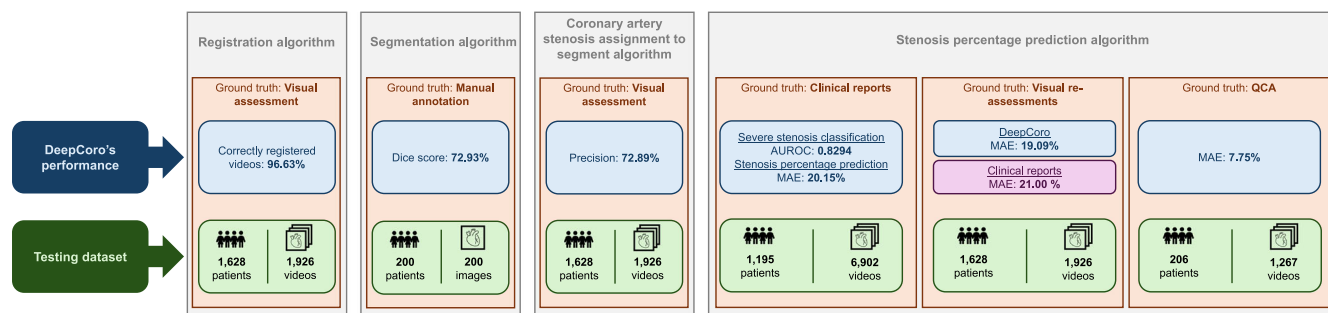 Registration algorithm
Ground truth: Visual
assessment
Correctly registered
videos: 96.63%
1,628
patients
1,926
videos
Segmentation algorithm
Ground truth: Manual
annotation
Dice score: 72.93%
200
patients
200
images
Coronary artery
stenosis assignment to
segment algorithm
Ground truth: Visual
assessment
Precision: 72.89%
1,628
patients
1,926
videos
Stenosis percentage prediction algorithm
Ground truth: Clinical reports
Severe stenosis classification
AUROC: 0.8294
Stenosis percentage prediction
MAE: 20.15%
1,195
patients
6,902
videos
Ground truth: Visual re-
assessments
DeepCoro
MAE: 19.09%
Clinical reports
MAE: 21.00 %
1,628
patients
1,926
videos
Ground truth: QCA
MAE: 7.75%
206
patients
1,267
videos
DeepCoro's
performance
Testing dataset